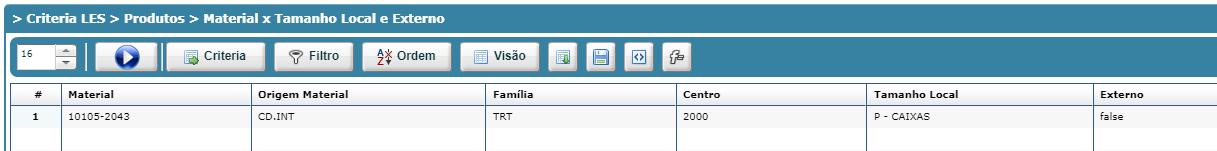 > Criteria LES > Produtos > Material x Tamanho Local e Externo
16 Criteria Filtro Ordem Visão
# Material Origem Material Família Centro Tamanho Local Externo
1 10105-2043 CD.INT TRT 2000 P - CAIXAS false